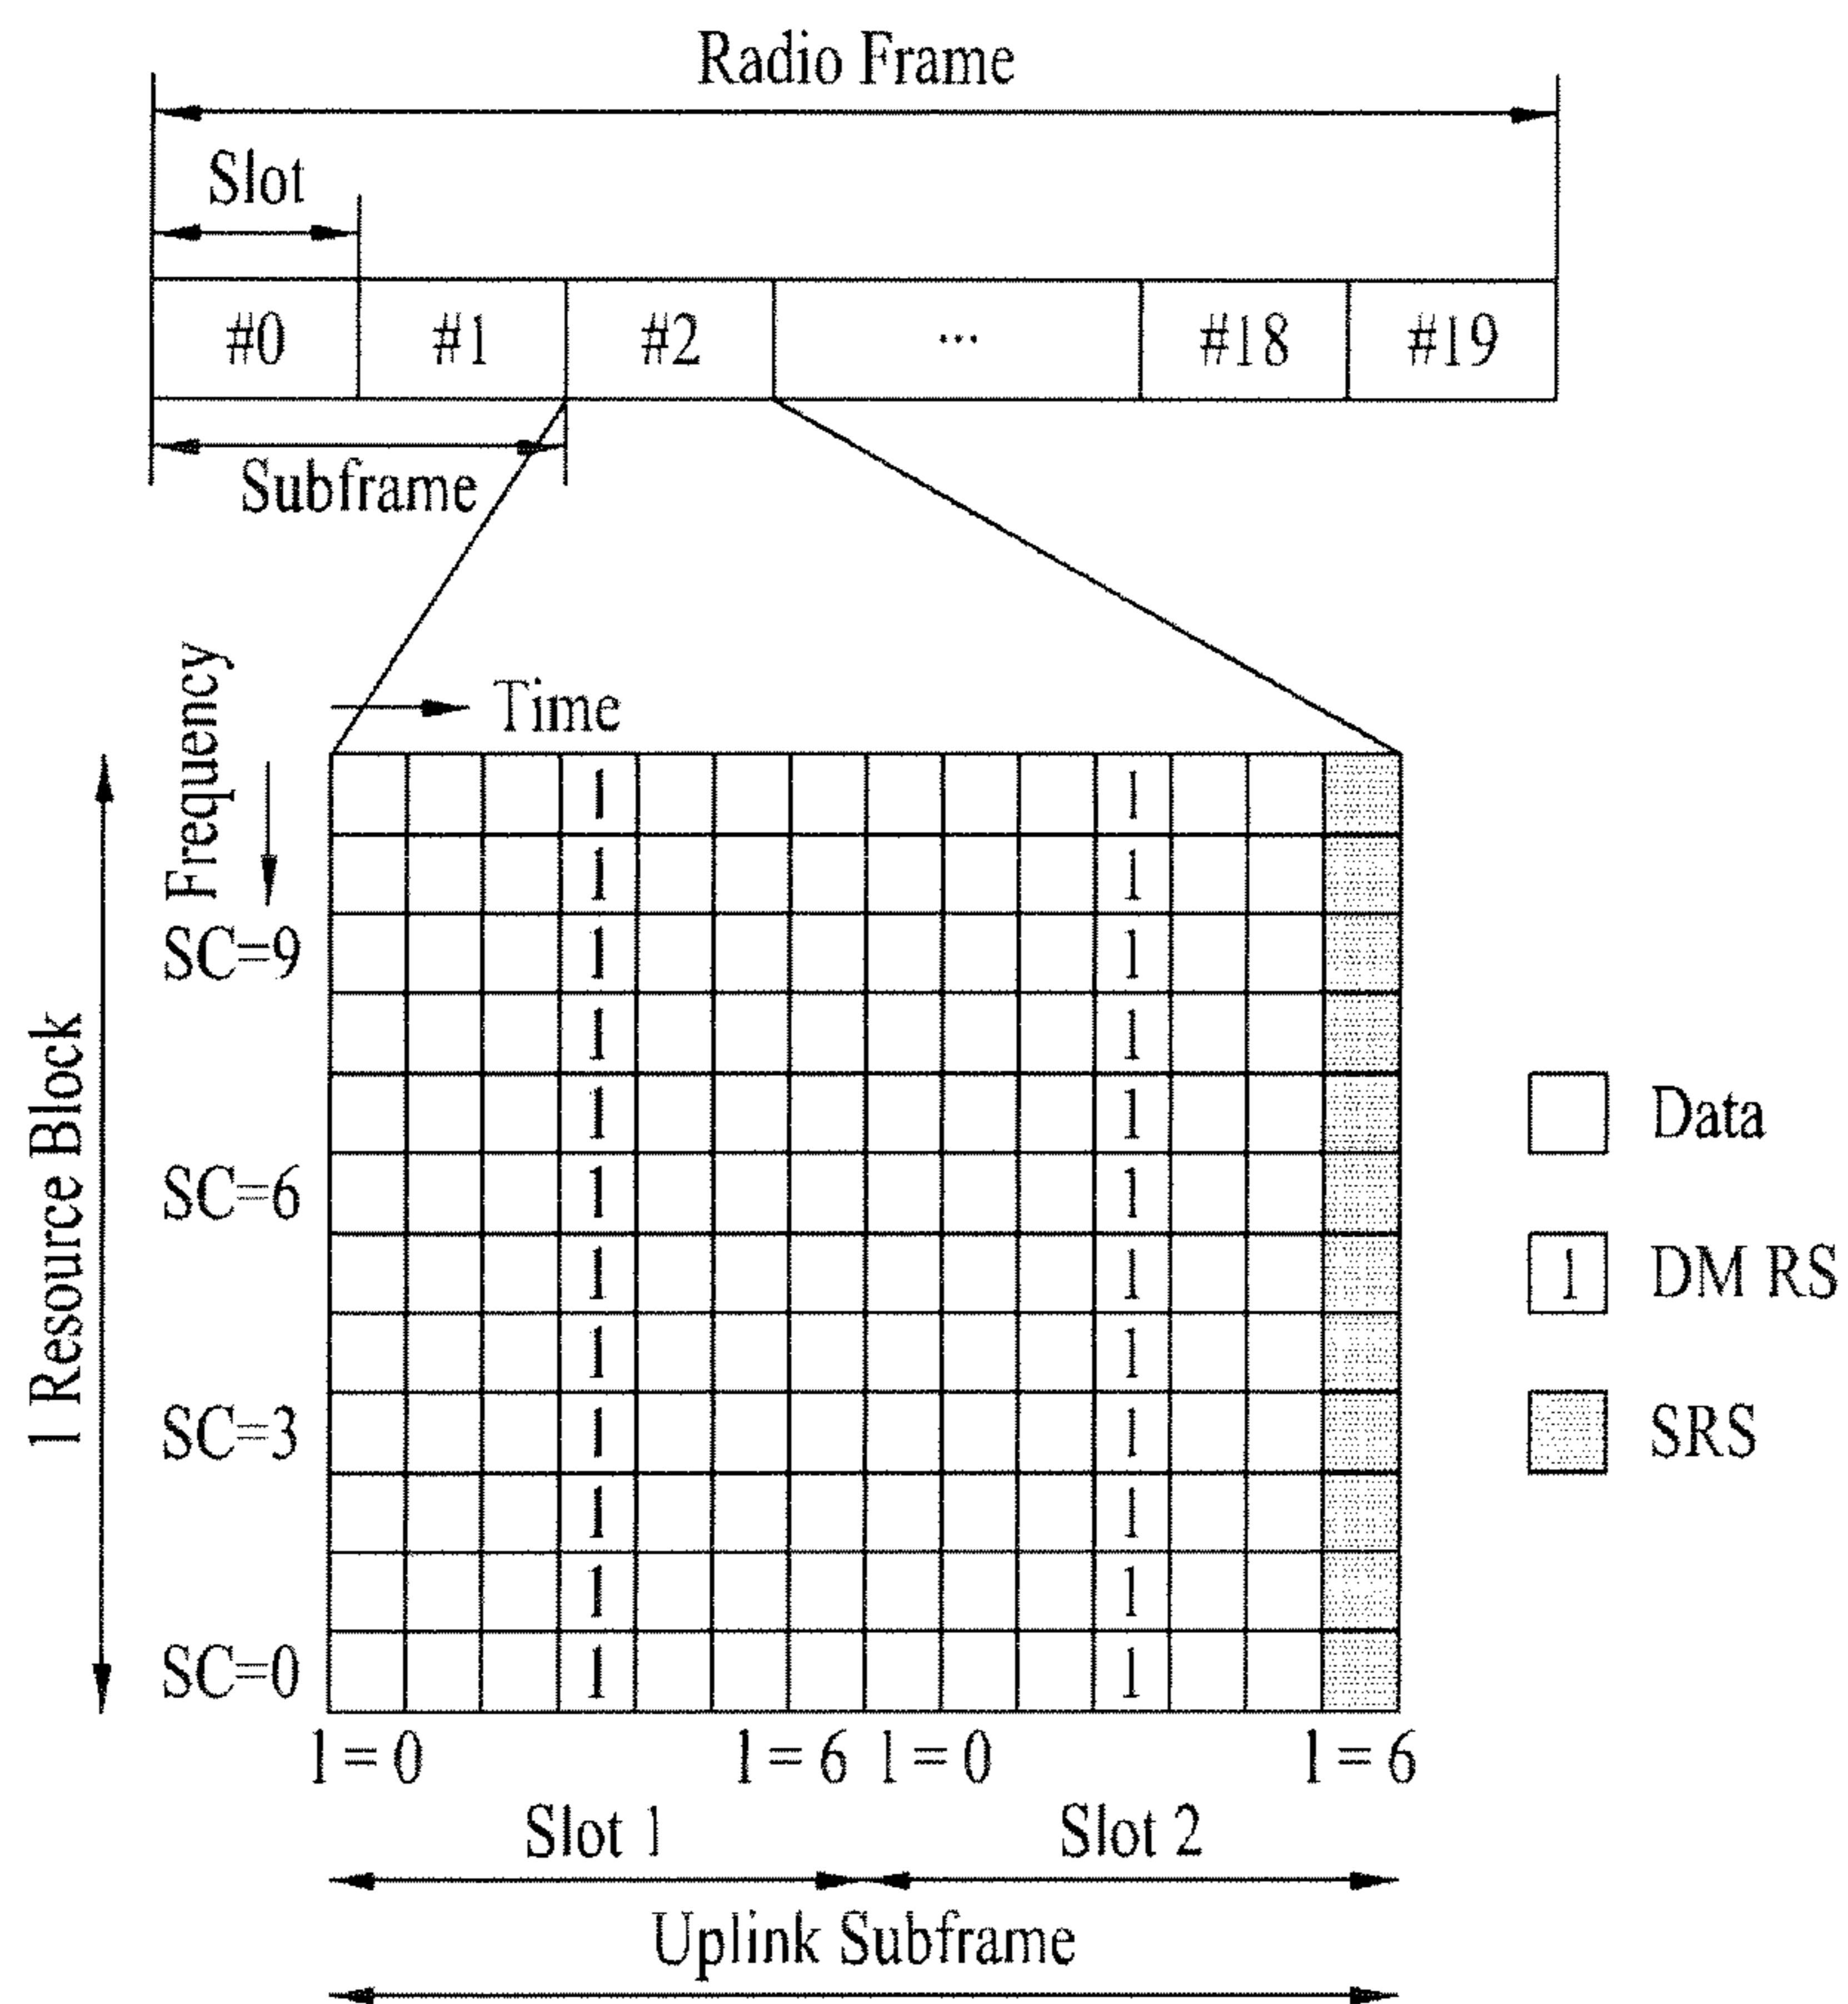 Radio Frame
Slot
#0 #1 #2 ... #18 #19
Subframe
Time
Frequency
1 Resource Block
1 1
1 1
SC=9 1 1
1 1
1 1 Data
SC=6 1 1
1 1 1 DM RS
1 1
SC=3 1 1 SRS
1 1
1 1
SC=0 1 1
l = 0 l = 6 l = 0 l = 6
Slot 1 Slot 2
Uplink Subframe